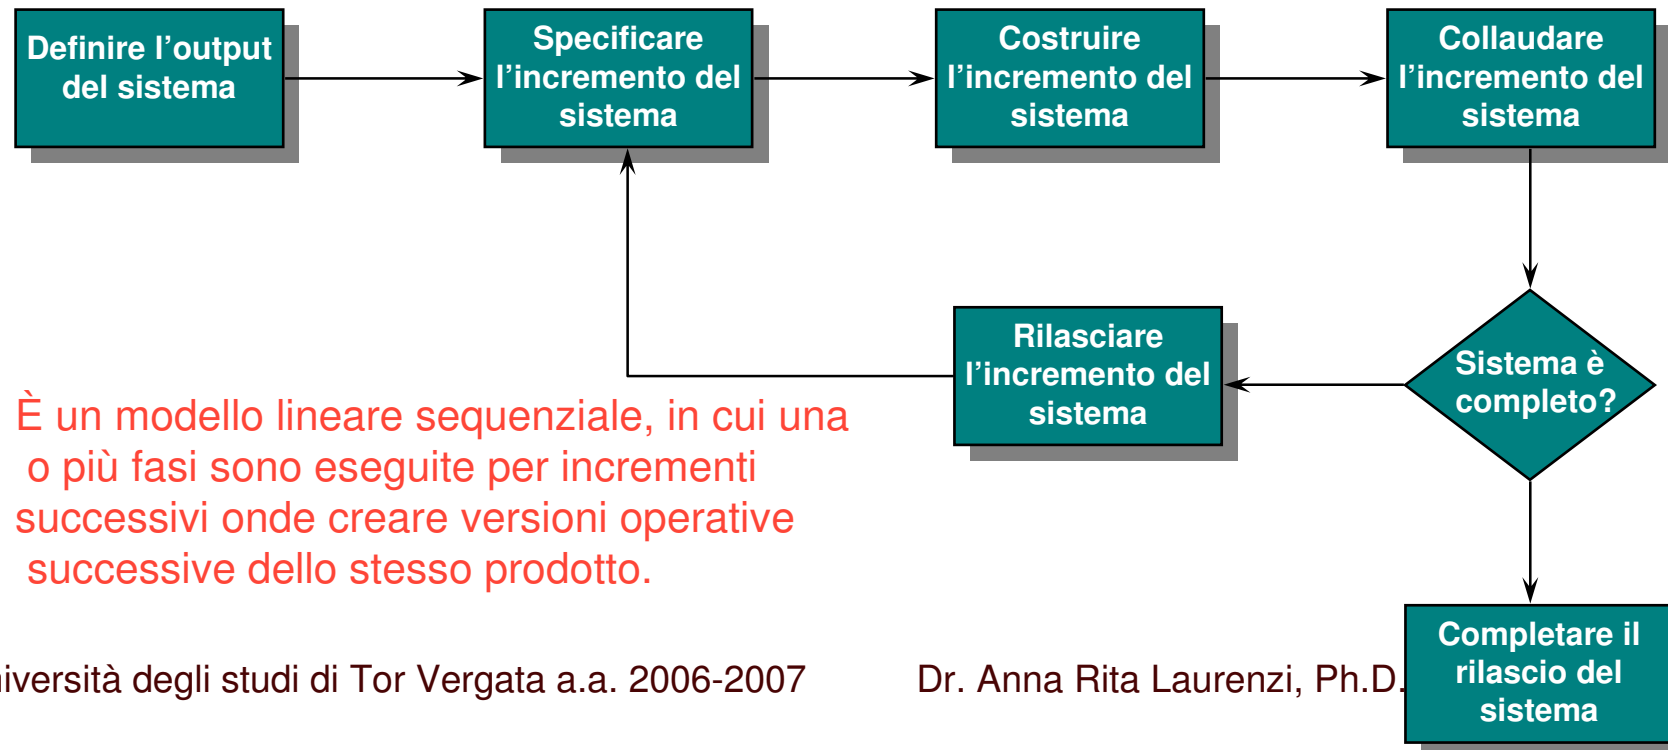 Definire l’output
del sistema
Specificare
l’incremento del
sistema
Costruire
l’incremento del
sistema
Collaudare
l’incremento del
sistema
Rilasciare
l’incremento del
sistema
Sistema è
completo?
È un modello lineare sequenziale, in cui una
o più fasi sono eseguite per incrementi
successivi onde creare versioni operative
successive dello stesso prodotto.
Completare il
rilascio del
sistema
niversità degli studi di Tor Vergata a.a. 2006-2007
Dr. Anna Rita Laurenzi, Ph.D.